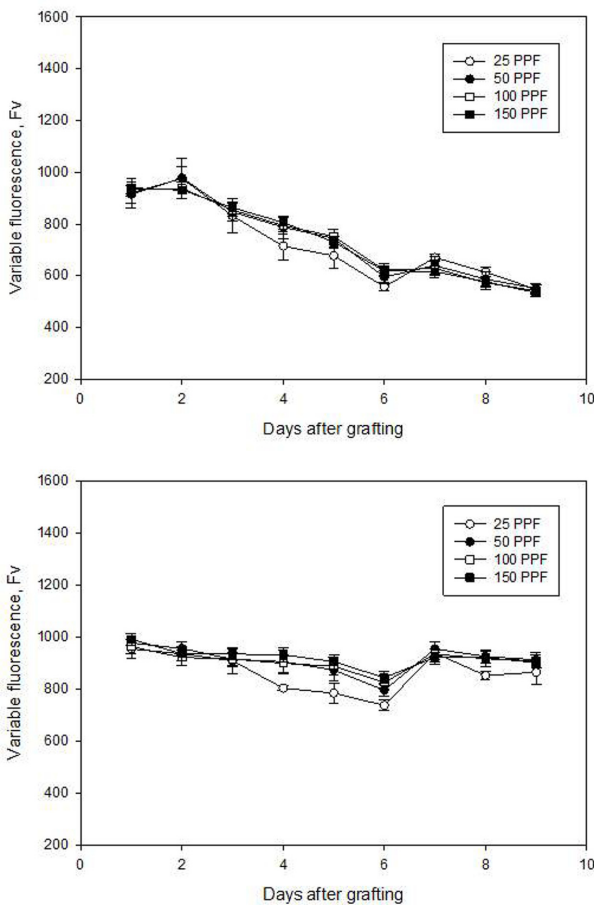 1600
1400
1200
1000
800
600
400
200
Variable fluorescence, Fv
25 PPF
50 PPF
100 PPF
150 PPF
0 2 4 6 8 10
Days after grafting
1600
1400
1200
1000
800
600
400
200
Variable fluorescence, Fv
25 PPF
50 PPF
100 PPF
150 PPF
0 2 4 6 8 10
Days after grafting